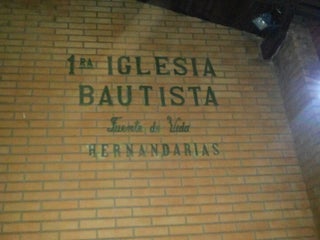 1RA IGLESIA
BAUTISTA
Fuente de Vida
HERNANDARIAS